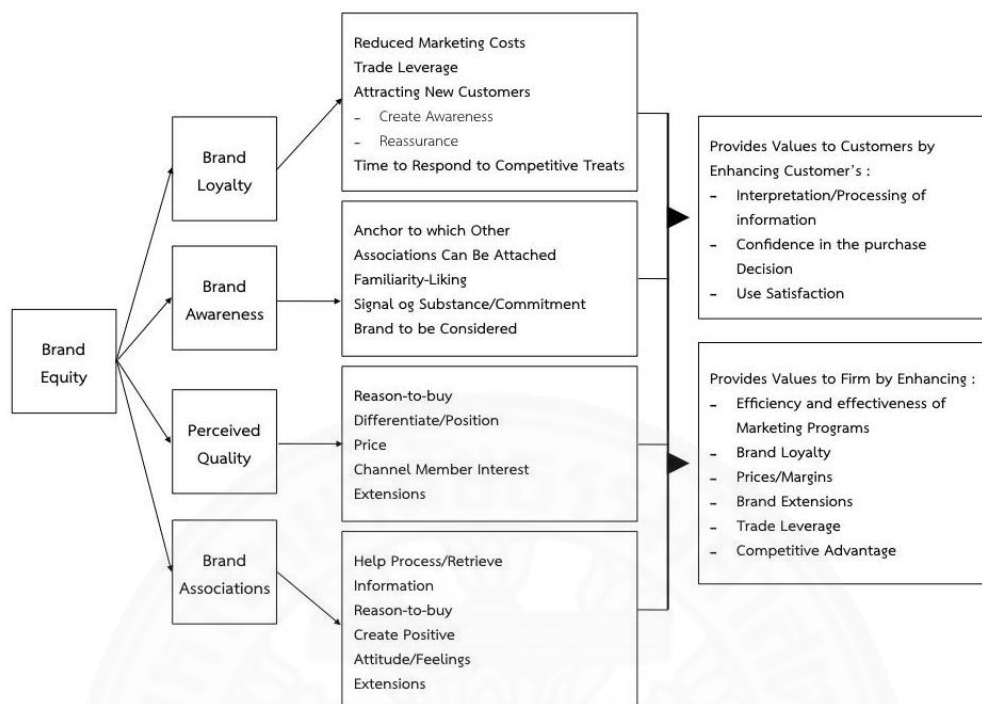 Brand
Equity
Brand
Loyalty
Brand
Awareness
Perceived
Quality
Brand
Associations
Reduced Marketing Costs
Trade Leverage
Attracting New Customers
- Create Awareness
- Reassurance
Time to Respond to Competitive Treats
Anchor to which Other
Associations Can Be Attached
Familiarity-Liking
Signal og Substance/Commitment
Brand to be Considered
Reason-to-buy
Differentiate/Position
Price
Channel Member Interest
Extensions
Help Process/Retrieve
Information
Reason-to-buy
Create Positive
Attitude/Feelings
Extensions
Provides Values to Customers by
Enhancing Customer's :
- Interpretation/Processing of
information
- Confidence in the purchase
Decision
- Use Satisfaction
Provides Values to Firm by Enhancing :
- Efficiency and effectiveness of
Marketing Programs
- Brand Loyalty
- Prices/Margins
- Brand Extensions
- Trade Leverage
- Competitive Advantage